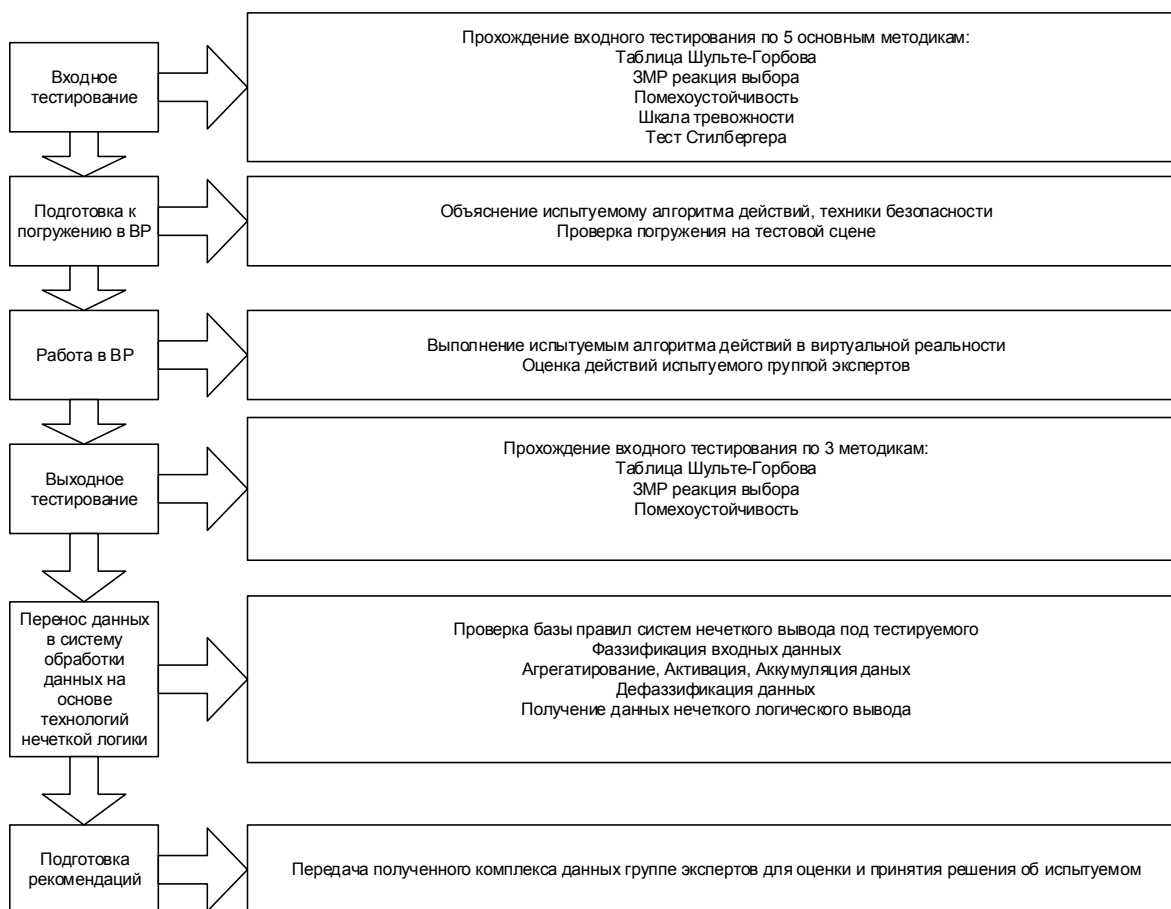 Входное
тестирование
Прохождение входного тестирования по 5 основным методикам:
Таблица Шульте-Горбова
ЗМР реакция выбора
Помехоустойчивость
Шкала тревожности
Тест Стилбергера
Подготовка к
погружению в ВР
Объяснение испытуемому алгоритма действий, техники безопасности
Проверка погружения на тестовой сцене
Работа в ВР
Выполнение испытуемым алгоритма действий в виртуальной реальности
Оценка действий испытуемого группой экспертов
Выходное
тестирование
Прохождение входного тестирования по 3 методикам:
Таблица Шульте-Горбова
ЗМР реакция выбора
Помехоустойчивость
Перенос данных
в систему
обработки
данных на
основе
технологий
нечеткой логики
Проверка базы правил систем нечеткого вывода под тестируемого
Фаззификация входных данных
Агрегатирование, Активация, Аккумуляция даных
Дефаззификация данных
Получение данных нечеткого логического вывода
Подготовка
рекомендаций
Передача полученного комплекса данных группе экспертов для оценки и принятия решения об испытуемом